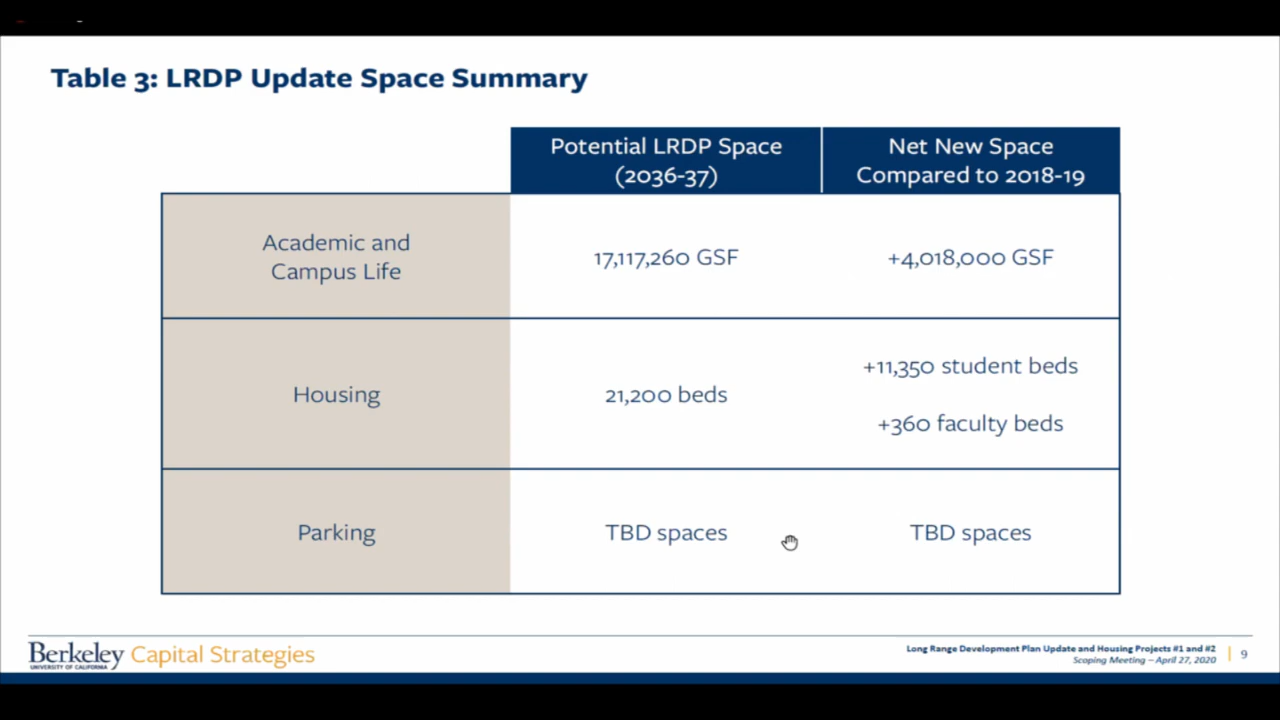 Table 3: LRDP Update Space Summary
Potential LRDP Space
(2036-37)
Net New Space
Compared to 2018-19
Academic and
Campus Life
17,117,260 GSF
+4,018,000 GSF
Housing
21,200 beds
+11,350 student beds
+360 faculty beds
Parking
TBD spaces
TBD spaces
Berkeley
UNIVERSITY OF CALIFORNIA
Capital Strategies
Long Range Development Plan Update and Housing Projects #1 and #2
Scoping Meeting – April 27, 2020
9